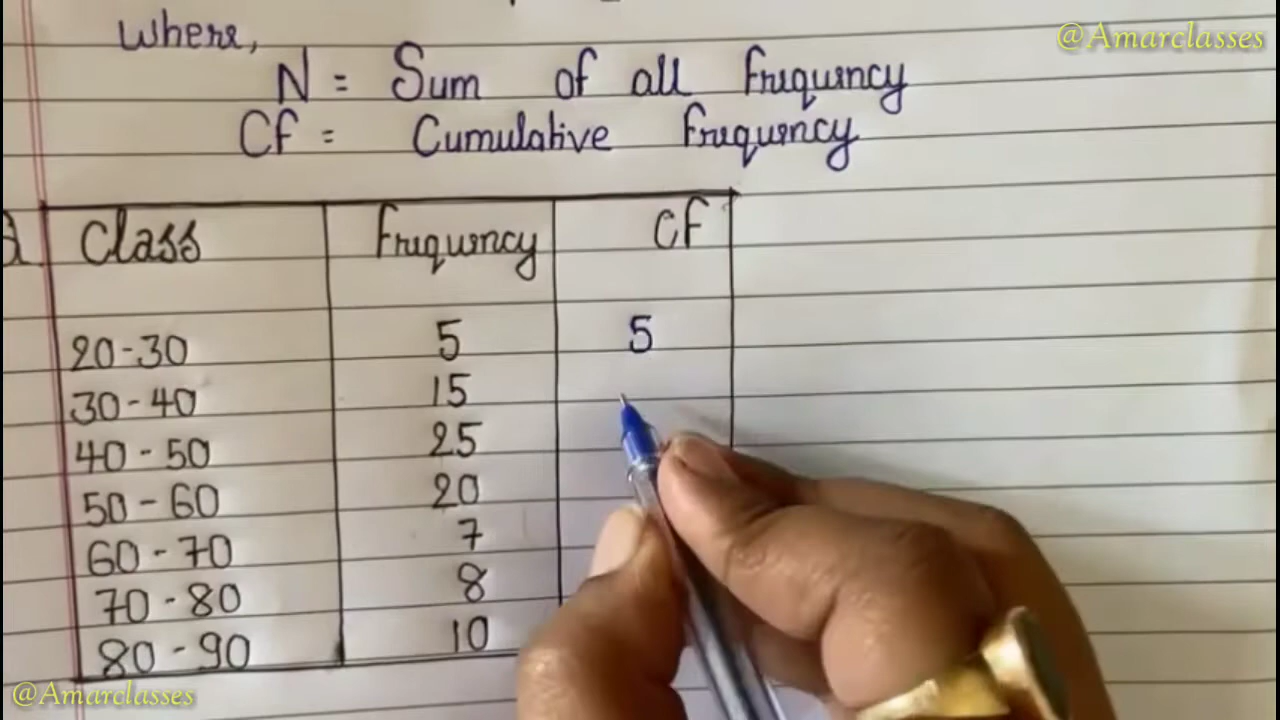 @Amarclasses
Where,
N = Sum of all Frequency
CF = Cumulative Frequency
Class Frequency CF
20-30 5 5
30-40 15
40-50 25
50-60 20
60-70 7
70-80 8
80-90 10
@Amarclasses